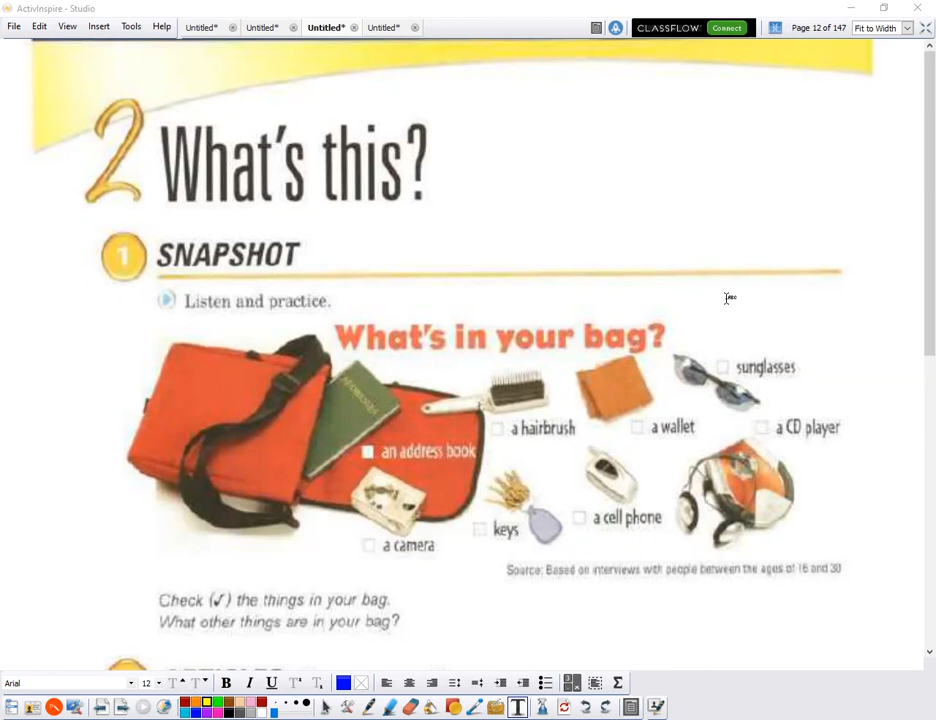 ActivInspire - Studio
File Edit View Insert Tools Help Untitled* Untitled* Untitled* Untitled* CLASSFLOW Connect Page 12 of 147 Fit to Width
2 What's this?
1 SNAPSHOT
Listen and practice.
What's in your bag?
ADDRESSES
sunglasses
a hairbrush
a wallet
a CD player
an address book
a cell phone
keys
a camera
Source: Based on interviews with people between the ages of 16 and 30
Check (✓) the things in your bag.
What other things are in your bag?
Arial 12 B I U